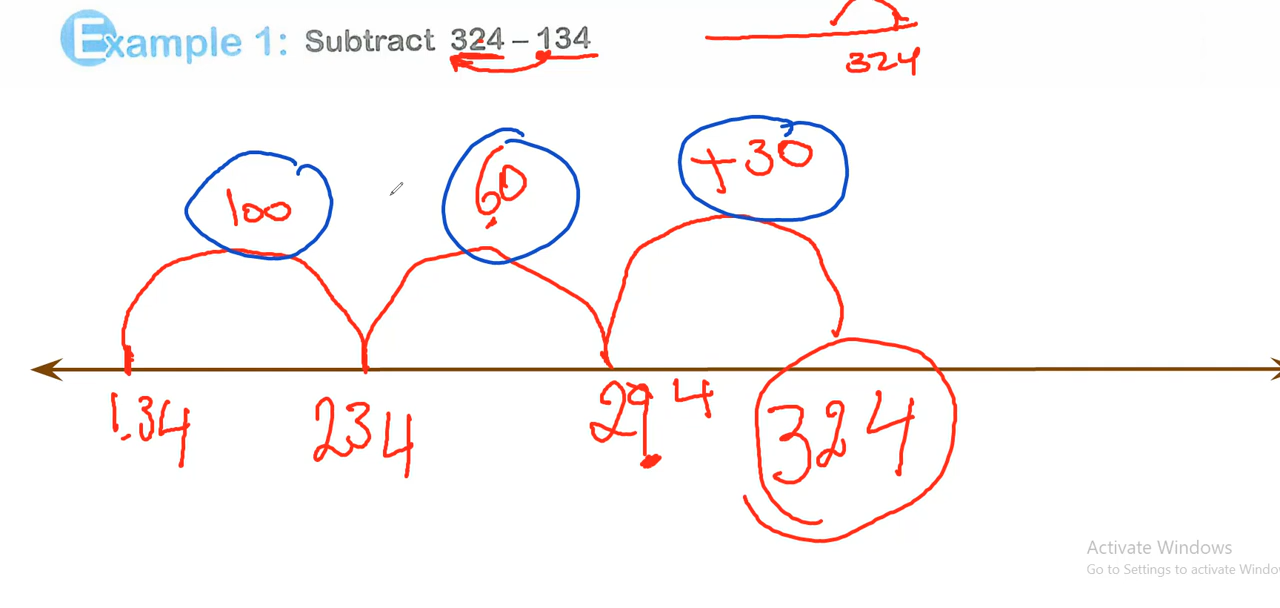 Example 1: Subtract 324 – 134
324
100 60 +30
134 234 294 324
Activate Windows
Go to Settings to activate Windo